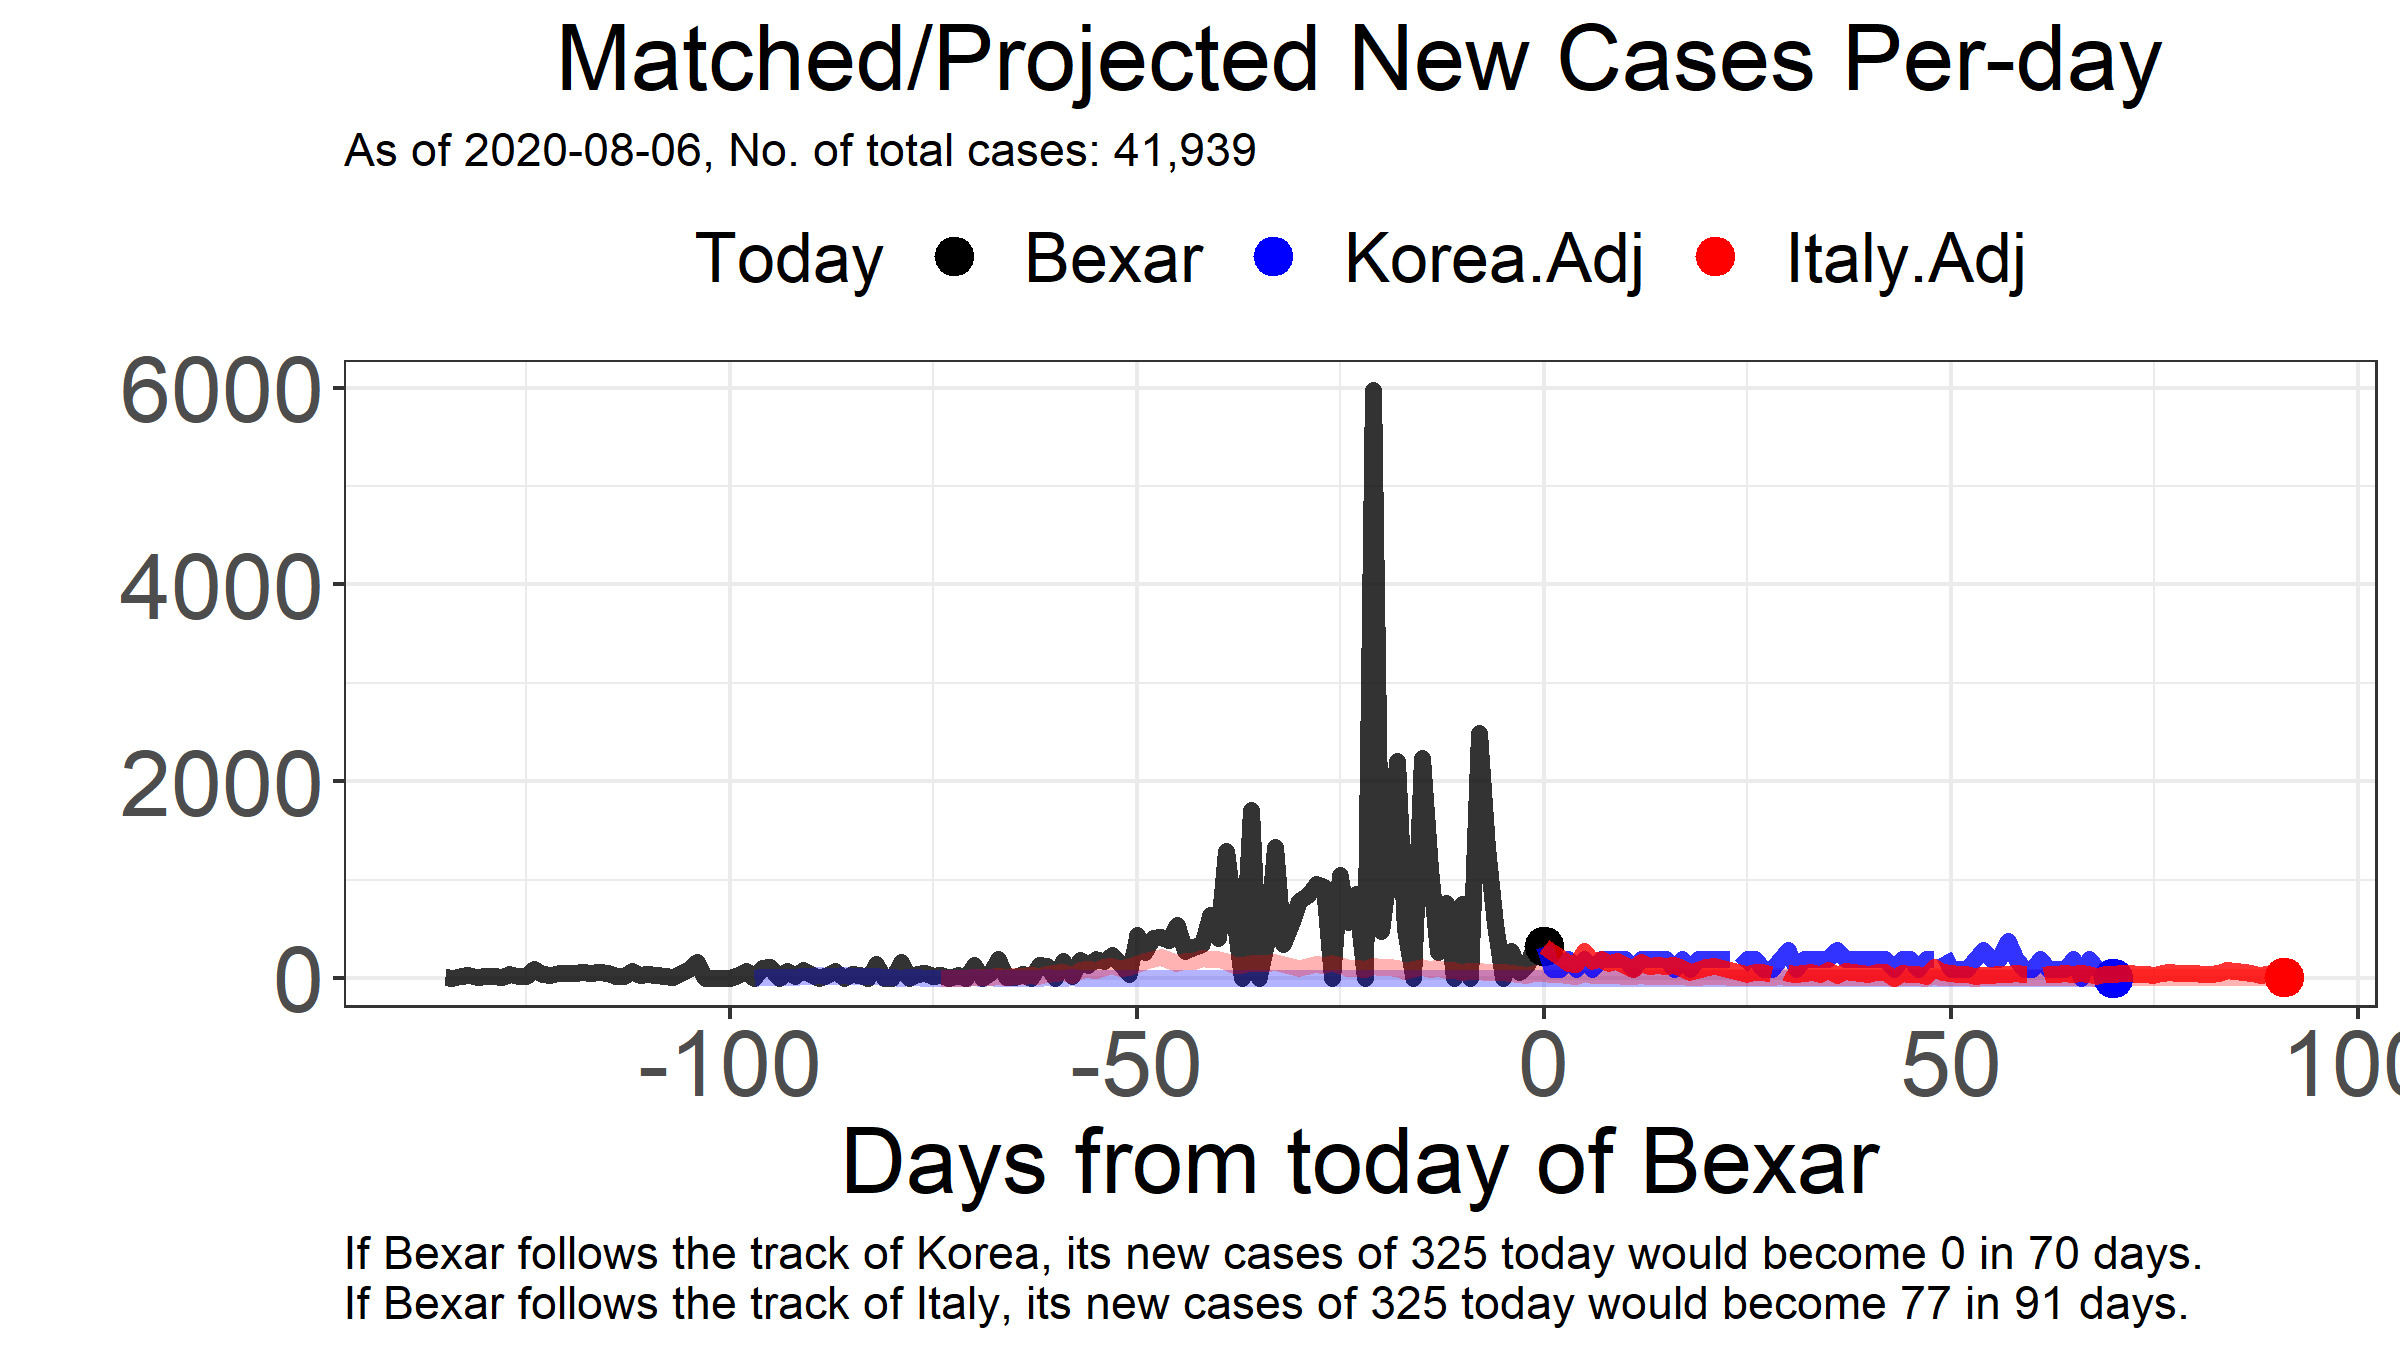 Matched/Projected New Cases Per-day
As of 2020-08-06, No. of total cases: 41,939
Today Bexar Korea.Adj Italy.Adj
6000
4000
2000
0
-100 -50 0 50 100
Days from today of Bexar
If Bexar follows the track of Korea, its new cases of 325 today would become 0 in 70 days.
If Bexar follows the track of Italy, its new cases of 325 today would become 77 in 91 days.